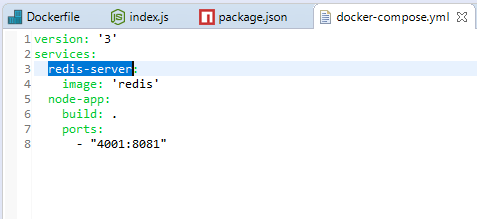 Dockerfile index.js package.json docker-compose.yml
1 version: '3'
2 services:
3   redis-server:
4     image: 'redis'
5   node-app:
6     build: .
7     ports:
8       - "4001:8081"